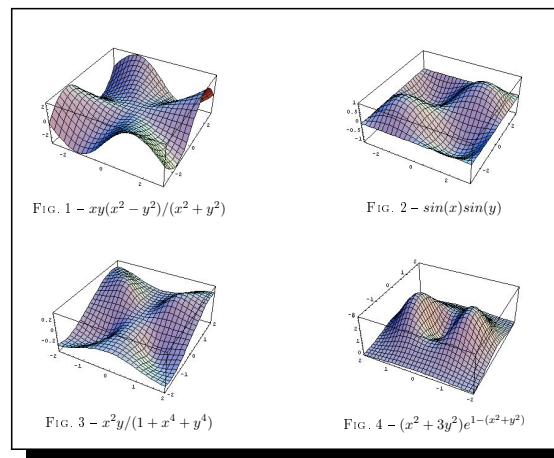 FIG. 1 – xy(x² – y²)/(x² + y²)
FIG. 2 – sin(x)sin(y)
FIG. 3 – x²y/(1 + x⁴ + y⁴)
FIG. 4 – (x² + 3y²)e^{1–(x²+y²)}